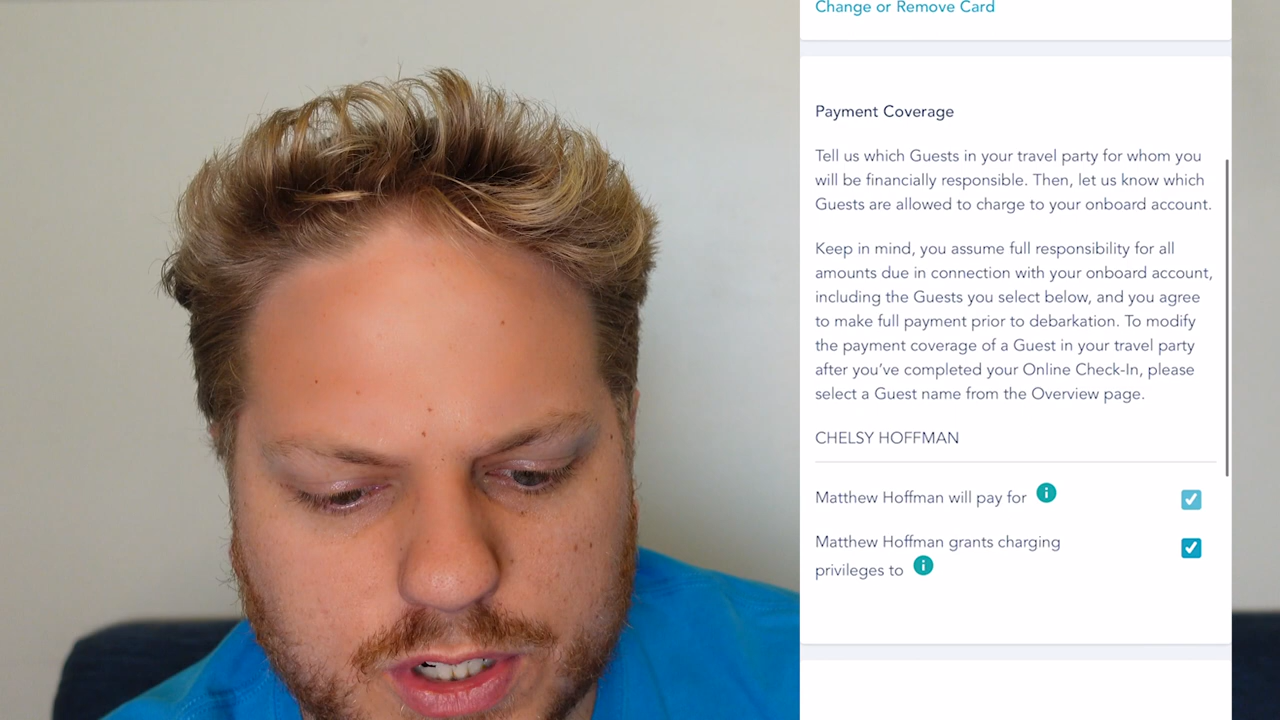 Change or Remove Card
Payment Coverage
Tell us which Guests in your travel party for whom you
will be financially responsible. Then, let us know which
Guests are allowed to charge to your onboard account.
Keep in mind, you assume full responsibility for all
amounts due in connection with your onboard account,
including the Guests you select below, and you agree
to make full payment prior to debarkation. To modify
the payment coverage of a Guest in your travel party
after you’ve completed your Online Check-In, please
select a Guest name from the Overview page.
CHELSY HOFFMAN
Matthew Hoffman will pay for i
Matthew Hoffman grants charging
privileges to i